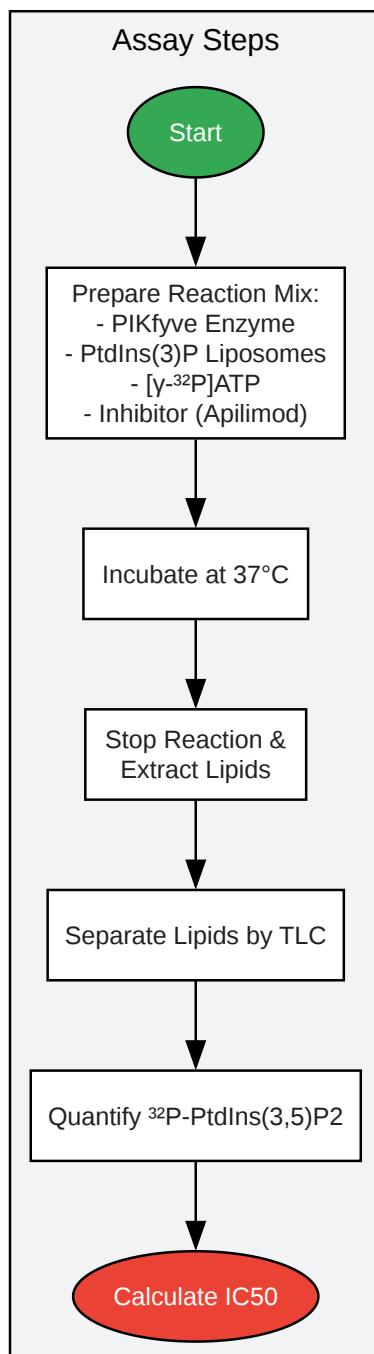 Assay Steps
Start
Prepare Reaction Mix:
- PIKfyve Enzyme
- PtdIns(3)P Liposomes
- [γ-³²P]ATP
- Inhibitor (Apilimod)
Incubate at 37°C
Stop Reaction &
Extract Lipids
Separate Lipids by TLC
Quantify ³²P-PtdIns(3,5)P2
Calculate IC50